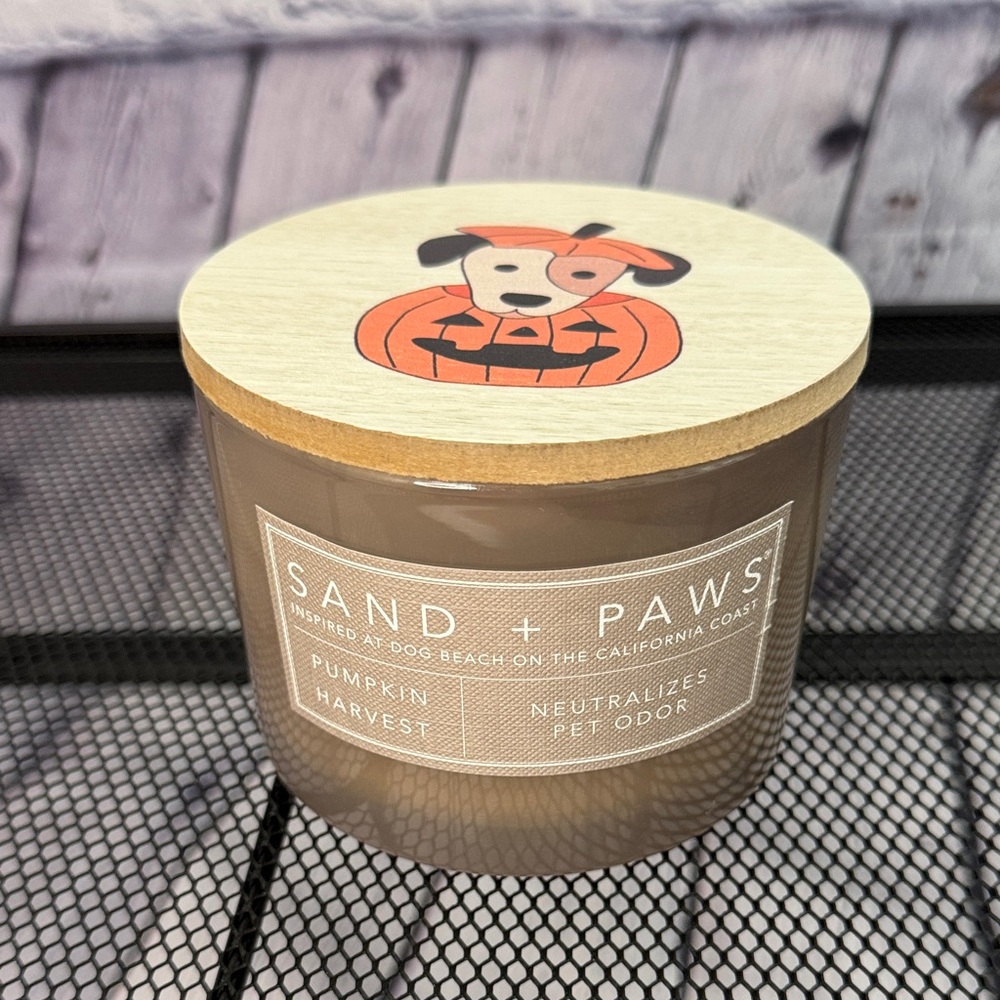 SAND + PAWS®
INSPIRED AT DOG BEACH ON THE CALIFORNIA COAST
PUMPKIN
HARVEST
NEUTRALIZES
PET ODOR